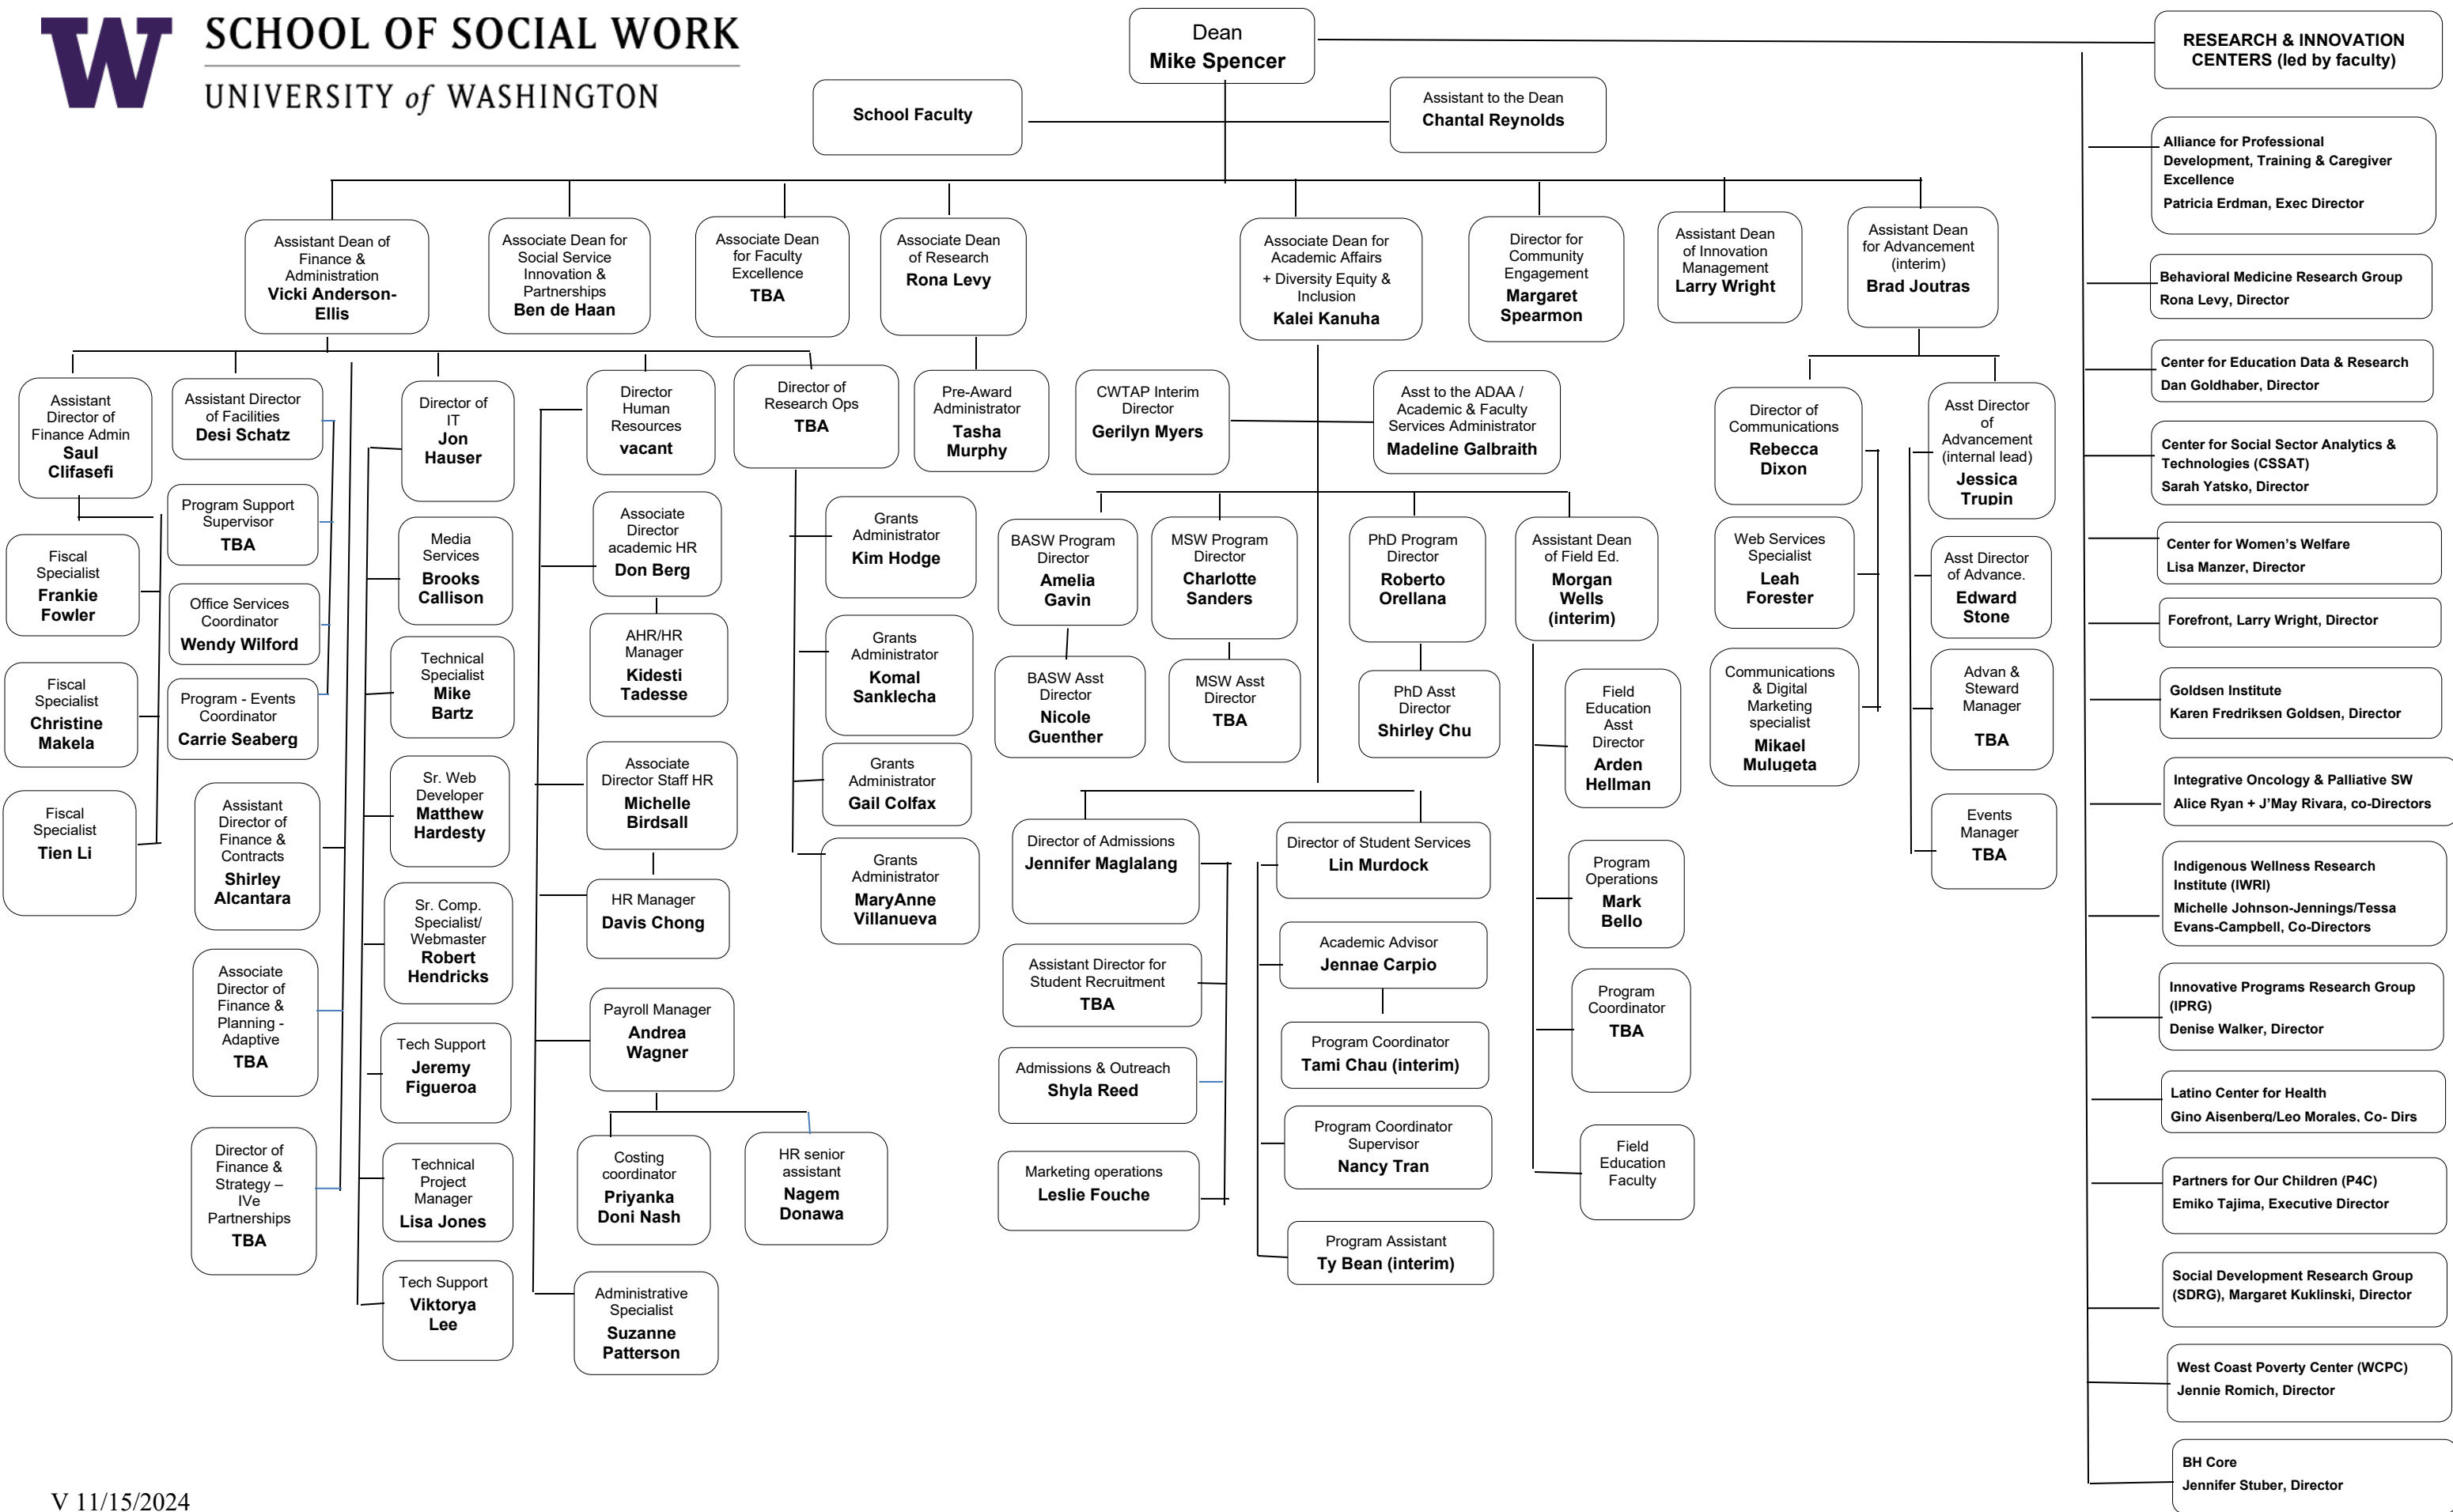 W
SCHOOL OF SOCIAL WORK
UNIVERSITY of WASHINGTON
Dean
Mike Spencer
School Faculty
Assistant to the Dean
Chantal Reynolds
Assistant Dean of
Finance &
Administration
Vicki Anderson-
Ellis
Associate Dean for
Social Service
Innovation &
Partnerships
Ben de Haan
Associate Dean
for Faculty
Excellence
TBA
Associate Dean
of Research
Rona Levy
Associate Dean for
Academic Affairs
+ Diversity Equity &
Inclusion
Kalei Kanuha
Director for
Community
Engagement
Margaret
Spearmon
Assistant Dean
of Innovation
Management
Larry Wright
Assistant Dean
for Advancement
(interim)
Brad Joutras
Assistant
Director of
Finance Admin
Saul
Clifasefi
Fiscal
Specialist
Frankie
Fowler
Fiscal
Specialist
Christine
Makela
Fiscal
Specialist
Tien Li
Assistant Director
of Facilities
Desi Schatz
Program Support
Supervisor
TBA
Office Services
Coordinator
Wendy Wilford
Program - Events
Coordinator
Carrie Seaberg
Assistant
Director of
Finance &
Contracts
Shirley
Alcantara
Associate
Director of
Finance &
Planning -
Adaptive
TBA
Director of
Finance &
Strategy –
IVe
Partnerships
TBA
Director of
IT
Jon
Hauser
Media
Services
Brooks
Callison
Technical
Specialist
Mike
Bartz
Sr. Web
Developer
Matthew
Hardesty
Sr. Comp.
Specialist/
Webmaster
Robert
Hendricks
Tech Support
Jeremy
Figueroa
Technical
Project
Manager
Lisa Jones
Tech Support
Viktorya
Lee
Director
Human
Resources
vacant
Associate
Director
academic HR
Don Berg
AHR/HR
Manager
Kidesti
Tadesse
Associate
Director Staff HR
Michelle
Birdsall
HR Manager
Davis Chong
Payroll Manager
Andrea
Wagner
Costing
coordinator
Priyanka
Doni Nash
HR senior
assistant
Nagem
Donawa
Administrative
Specialist
Suzanne
Patterson
Director of
Research Ops
TBA
Grants
Administrator
Kim Hodge
Grants
Administrator
Komal
Sanklecha
Grants
Administrator
Gail Colfax
Grants
Administrator
MaryAnne
Villanueva
Pre-Award
Administrator
Tasha
Murphy
CWTAP Interim
Director
Gerilyn Myers
Asst to the ADAA /
Academic & Faculty
Services Administrator
Madeline Galbraith
BASW Program
Director
Amelia
Gavin
BASW Asst
Director
Nicole
Guenther
MSW Program
Director
Charlotte
Sanders
MSW Asst
Director
TBA
PhD Program
Director
Roberto
Orellana
PhD Asst
Director
Shirley Chu
Assistant Dean
of Field Ed.
Morgan
Wells
(interim)
Field
Education
Asst
Director
Arden
Hellman
Program
Operations
Mark
Bello
Program
Coordinator
TBA
Field
Education
Faculty
Director of Admissions
Jennifer Maglalang
Assistant Director for
Student Recruitment
TBA
Admissions & Outreach
Shyla Reed
Marketing operations
Leslie Fouche
Director of Student Services
Lin Murdock
Academic Advisor
Jennae Carpio
Program Coordinator
Tami Chau (interim)
Program Coordinator
Supervisor
Nancy Tran
Program Assistant
Ty Bean (interim)
Director of
Communications
Rebecca
Dixon
Web Services
Specialist
Leah
Forester
Communications
& Digital
Marketing
specialist
Mikael
Mulugeta
Asst Director
of
Advancement
(internal lead)
Jessica
Trupin
Asst Director
of Advance.
Edward
Stone
Advan &
Steward
Manager
TBA
Events
Manager
TBA
RESEARCH & INNOVATION
CENTERS (led by faculty)
Alliance for Professional
Development, Training & Caregiver
Excellence
Patricia Erdman, Exec Director
Behavioral Medicine Research Group
Rona Levy, Director
Center for Education Data & Research
Dan Goldhaber, Director
Center for Social Sector Analytics &
Technologies (CSSAT)
Sarah Yatsko, Director
Center for Women’s Welfare
Lisa Manzer, Director
Forefront, Larry Wright, Director
Goldsen Institute
Karen Fredriksen Goldsen, Director
Integrative Oncology & Palliative SW
Alice Ryan + J’May Rivara, co-Directors
Indigenous Wellness Research
Institute (IWRI)
Michelle Johnson-Jennings/Tessa
Evans-Campbell, Co-Directors
Innovative Programs Research Group
(IPRG)
Denise Walker, Director
Latino Center for Health
Gino Aisenberg/Leo Morales, Co- Dirs
Partners for Our Children (P4C)
Emiko Tajima, Executive Director
Social Development Research Group
(SDRG), Margaret Kuklinski, Director
West Coast Poverty Center (WCPC)
Jennie Romich, Director
BH Core
Jennifer Stuber, Director
V 11/15/2024